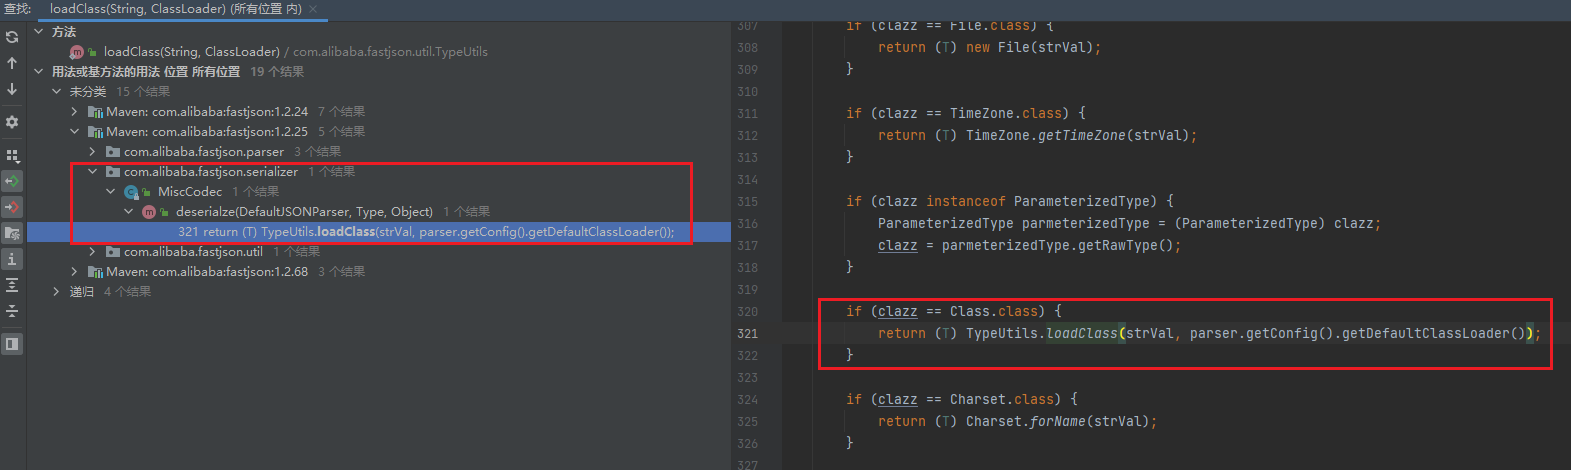 查找: loadClass(String, ClassLoader) (所有位置 内)
方法
loadClass(String, ClassLoader) / com.alibaba.fastjson.util.TypeUtils
用法或基方法的用法 位置 所有位置 19 个结果
未分类 15 个结果
Maven: com.alibaba:fastjson:1.2.24 7 个结果
Maven: com.alibaba:fastjson:1.2.25 5 个结果
com.alibaba.fastjson.parser 3 个结果
com.alibaba.fastjson.serializer 1 个结果
MiscCodec 1 个结果
deserialze(DefaultJSONParser, Type, Object) 1 个结果
321 return (T) TypeUtils.loadClass(strVal, parser.getConfig().getDefaultClassLoader());
com.alibaba.fastjson.util 1 个结果
Maven: com.alibaba:fastjson:1.2.68 3 个结果
递归 4 个结果
307 if (clazz == File.class) {
308 return (T) new File(strVal);
309 }
310
311 if (clazz == TimeZone.class) {
312 return (T) TimeZone.getTimeZone(strVal);
313 }
314
315 if (clazz instanceof ParameterizedType) {
316 ParameterizedType parmeterizedType = (ParameterizedType) clazz;
317 clazz = parmeterizedType.getRawType();
318 }
319
320 if (clazz == Class.class) {
321 return (T) TypeUtils.loadClass(strVal, parser.getConfig().getDefaultClassLoader());
322 }
323
324 if (clazz == Charset.class) {
325 return (T) Charset.forName(strVal);
326 }
327